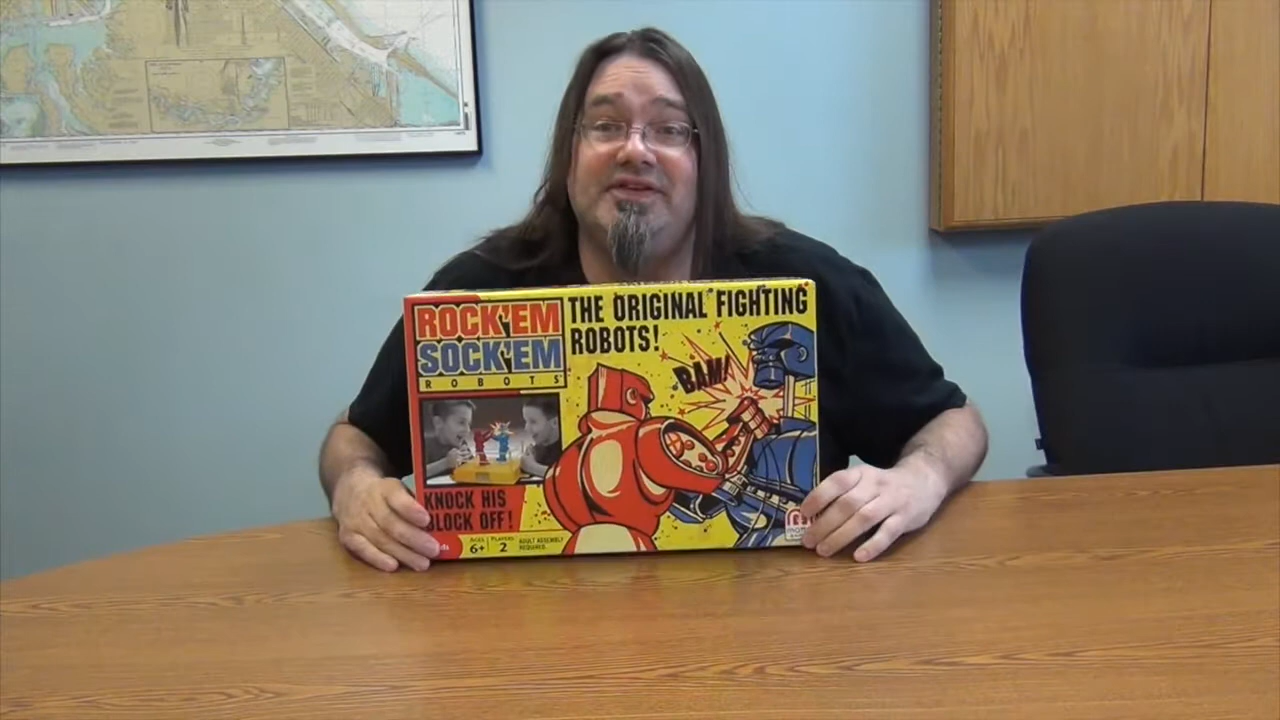 ROCK'EM
SOCK'EM
ROBOTS
THE ORIGINAL FIGHTING
ROBOTS!
BAM!
KNOCK HIS
BLOCK OFF!
AGES
6+
PLAYERS
2
ADULT ASSEMBLY
REQUIRED.